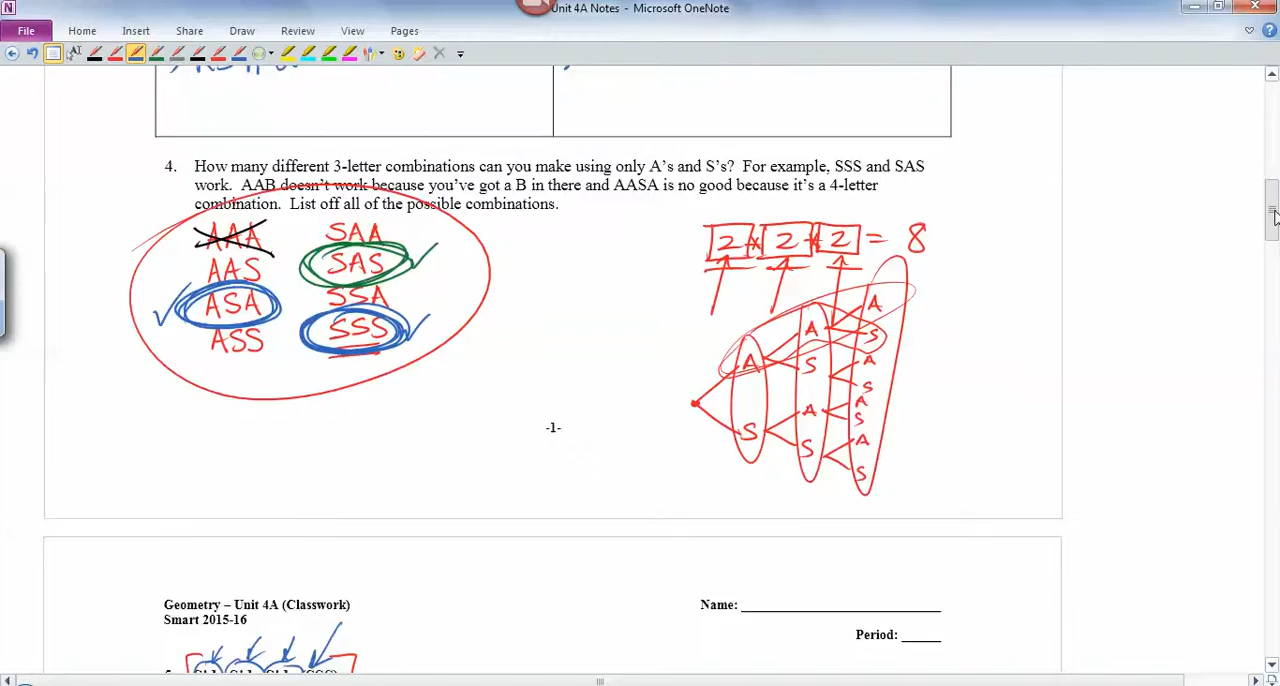 Unit 4A Notes - Microsoft OneNote
File Home Insert Share Draw Review View Pages
4. How many different 3-letter combinations can you make using only A's and S's? For example, SSS and SAS
work. AAB doesn't work because you've got a B in there and AASA is no good because it's a 4-letter
combination. List off all of the possible combinations.
AAA
AAS
ASA
ASS
SAA
SAS
SSA
SSS
2 x 2 x 2 = 8
A
S
A
S
A
S
A
S
A
S
A
S
A
S
-1-
Geometry – Unit 4A (Classwork)
Smart 2015-16
Name: ____________________
Period: ______